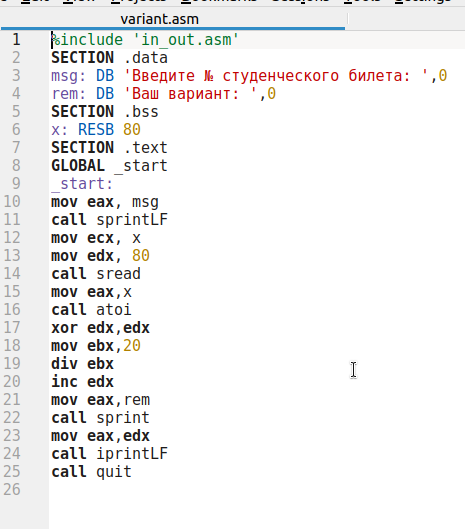 variant.asm
1 %include 'in_out.asm'
2 SECTION .data
3 msg: DB 'Введите № студенческого билета: ',0
4 rem: DB 'Ваш вариант: ',0
5 SECTION .bss
6 x: RESB 80
7 SECTION .text
8 GLOBAL _start
9 _start:
10 mov eax, msg
11 call sprintLF
12 mov ecx, x
13 mov edx, 80
14 call sread
15 mov eax,x
16 call atoi
17 xor edx,edx
18 mov ebx,20
19 div ebx
20 inc edx
21 mov eax,rem
22 call sprint
23 mov eax,edx
24 call iprintLF
25 call quit
26